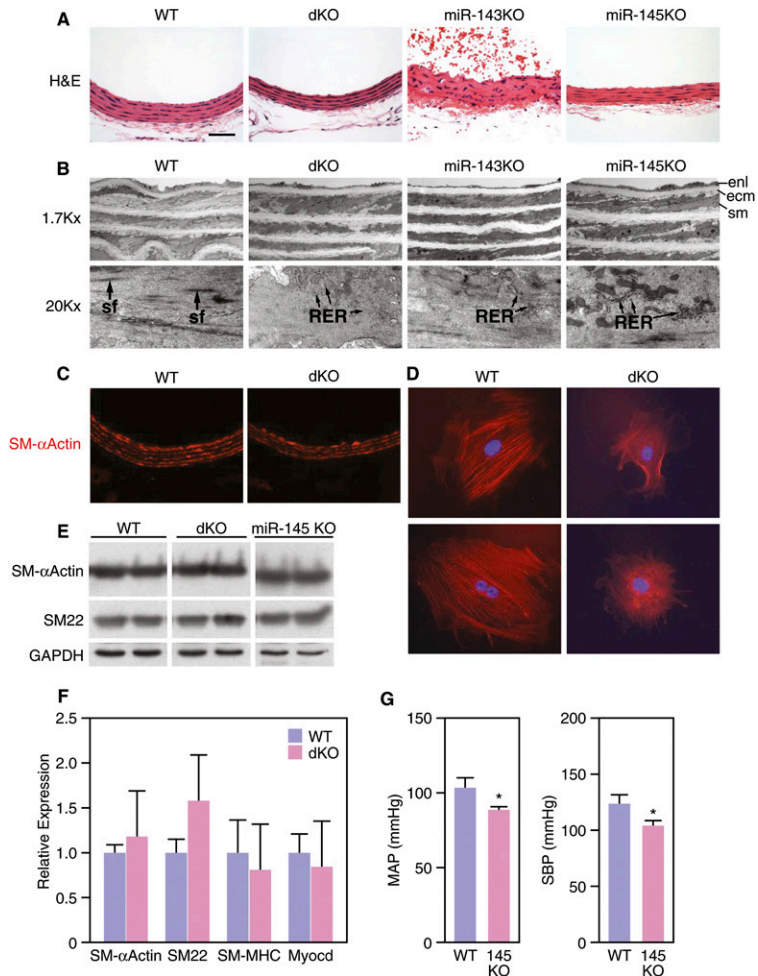 A
WT
dKO
miR-143KO
miR-145KO
H&E
B
WT
dKO
miR-143KO
miR-145KO
1.7Kx
enl
ecm
sm
20Kx
sf
sf
RER
RER
RER
C
WT
dKO
SM-αActin
D
WT
dKO
E
WT
dKO
miR-145 KO
SM-αActin
SM22
GAPDH
F
Relative Expression
2.5
2.0
1.5
1.0
0.5
0
WT
dKO
SM-αActin SM22 SM-MHC Myocd
G
MAP (mmHg)
150
100
50
0
*
WT
145
KO
SBP (mmHg)
200
150
100
50
0
*
WT
145
KO